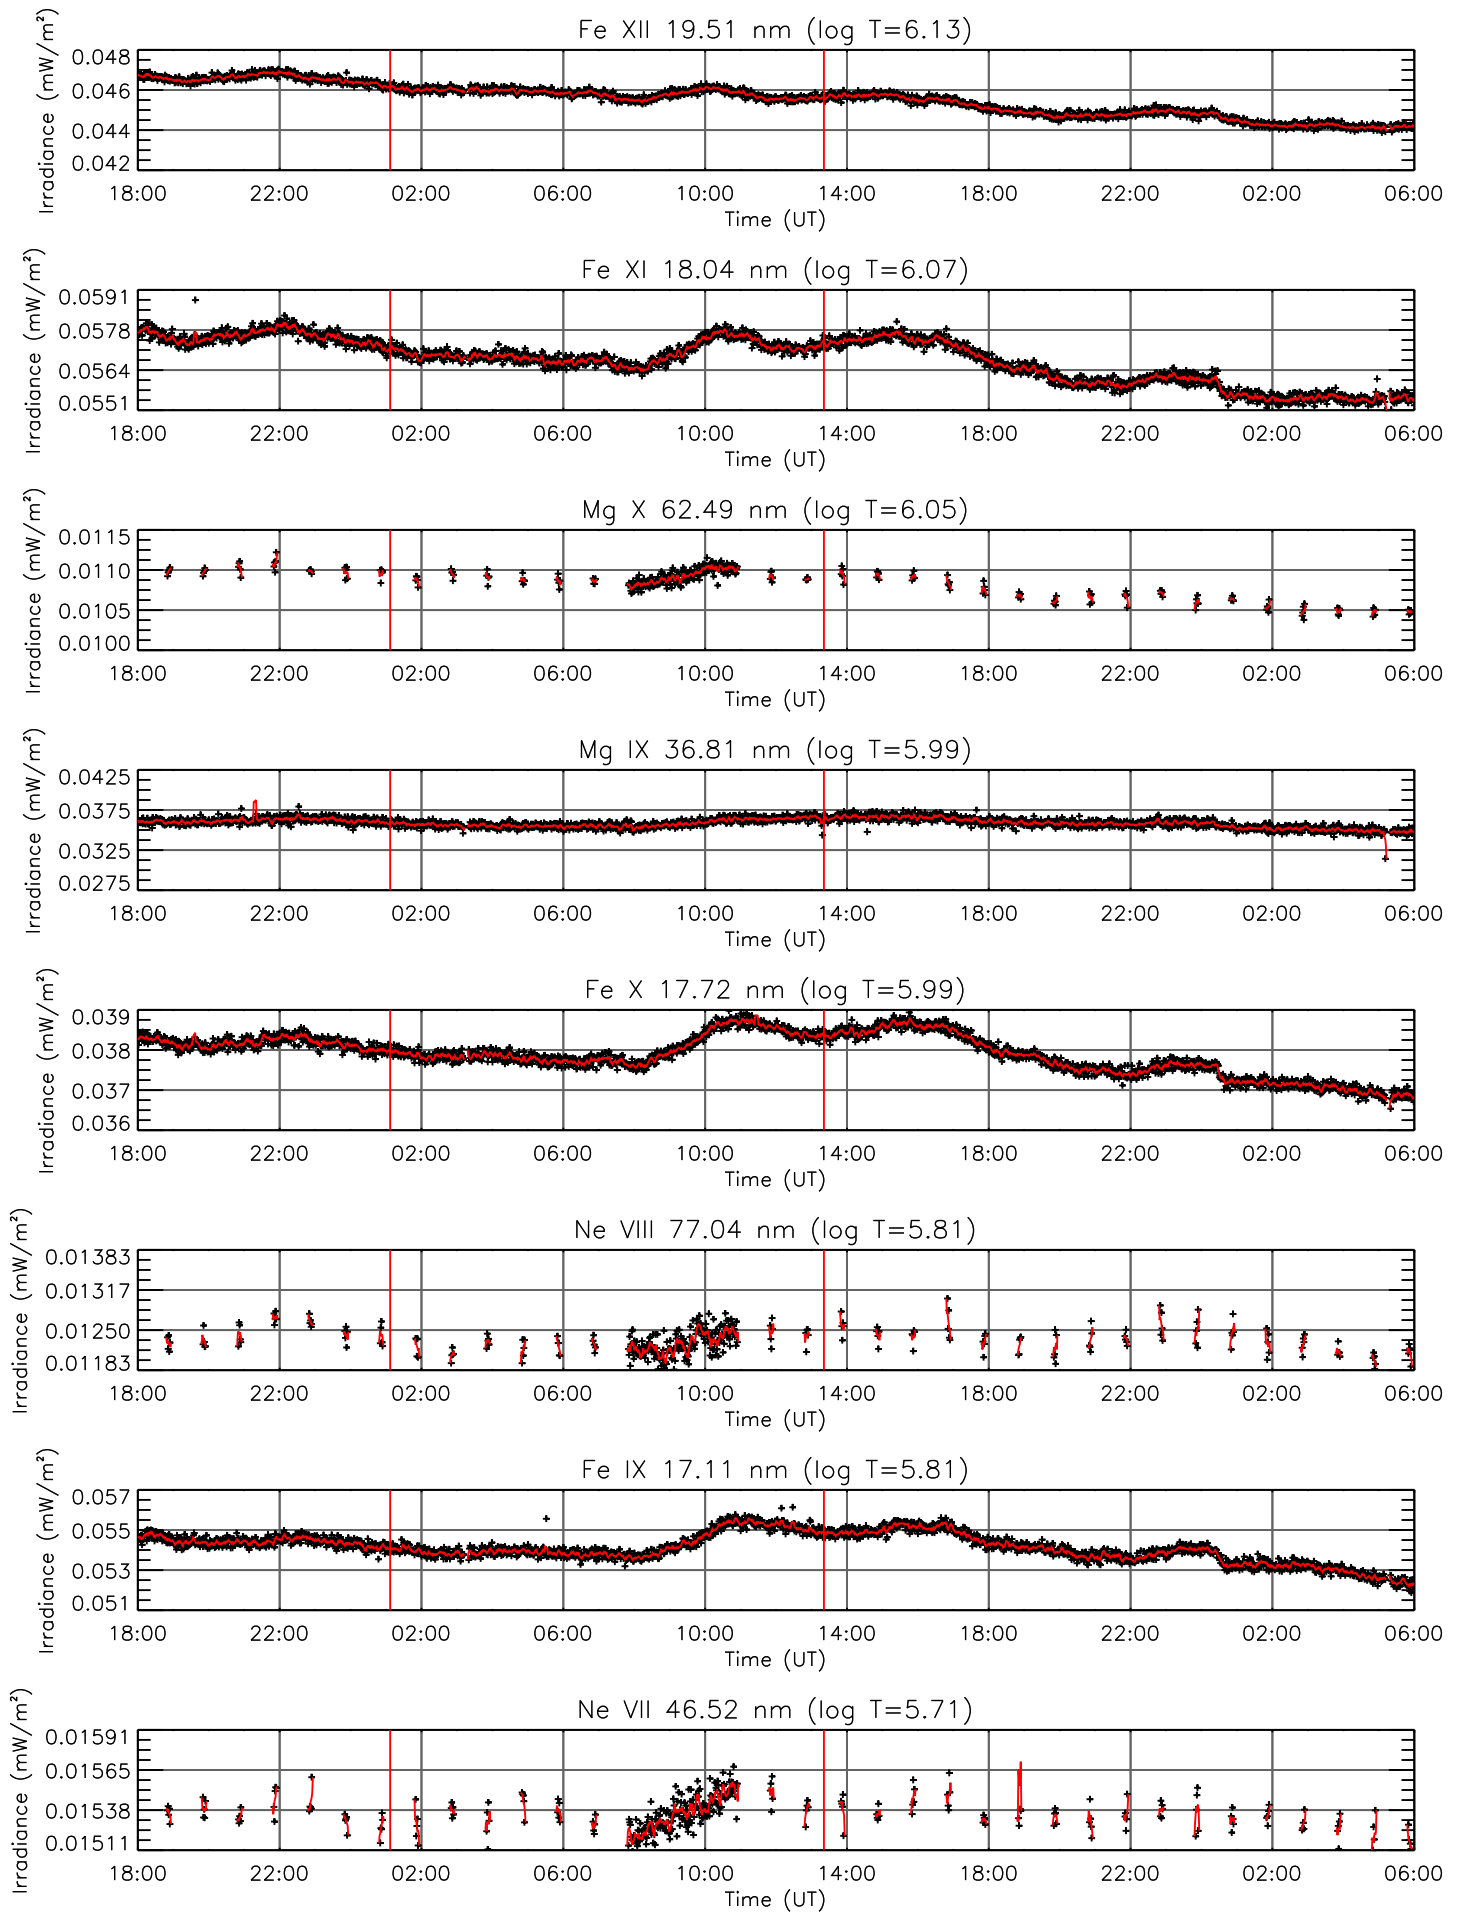 Fe XII 19.51 nm (log T=6.13)
Irradiance (mW/m²)
0.048
0.046
0.044
0.042
18:00 22:00 02:00 06:00 10:00 14:00 18:00 22:00 02:00 06:00
Time (UT)
Fe XI 18.04 nm (log T=6.07)
Irradiance (mW/m²)
0.0591
0.0578
0.0564
0.0551
18:00 22:00 02:00 06:00 10:00 14:00 18:00 22:00 02:00 06:00
Time (UT)
Mg X 62.49 nm (log T=6.05)
Irradiance (mW/m²)
0.0115
0.0110
0.0105
0.0100
18:00 22:00 02:00 06:00 10:00 14:00 18:00 22:00 02:00 06:00
Time (UT)
Mg IX 36.81 nm (log T=5.99)
Irradiance (mW/m²)
0.0425
0.0375
0.0325
0.0275
18:00 22:00 02:00 06:00 10:00 14:00 18:00 22:00 02:00 06:00
Time (UT)
Fe X 17.72 nm (log T=5.99)
Irradiance (mW/m²)
0.039
0.038
0.037
0.036
18:00 22:00 02:00 06:00 10:00 14:00 18:00 22:00 02:00 06:00
Time (UT)
Ne VIII 77.04 nm (log T=5.81)
Irradiance (mW/m²)
0.01383
0.01317
0.01250
0.01183
18:00 22:00 02:00 06:00 10:00 14:00 18:00 22:00 02:00 06:00
Time (UT)
Fe IX 17.11 nm (log T=5.81)
Irradiance (mW/m²)
0.057
0.055
0.053
0.051
18:00 22:00 02:00 06:00 10:00 14:00 18:00 22:00 02:00 06:00
Time (UT)
Ne VII 46.52 nm (log T=5.71)
Irradiance (mW/m²)
0.01591
0.01565
0.01538
0.01511
18:00 22:00 02:00 06:00 10:00 14:00 18:00 22:00 02:00 06:00
Time (UT)